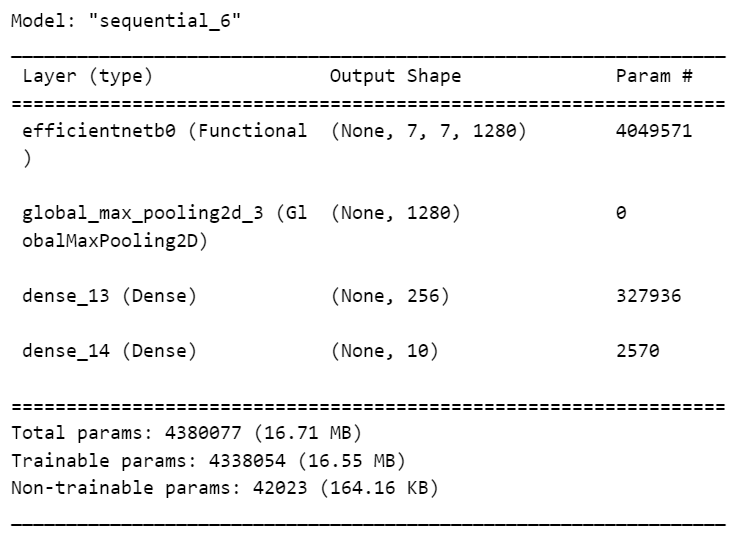 Model: "sequential_6"
_________________________________________________________________
Layer (type) Output Shape Param #
=================================================================
efficientnetb0 (Functional (None, 7, 7, 1280) 4049571
)
global_max_pooling2d_3 (Gl (None, 1280) 0
obalMaxPooling2D)
dense_13 (Dense) (None, 256) 327936
dense_14 (Dense) (None, 10) 2570
=================================================================
Total params: 4380077 (16.71 MB)
Trainable params: 4338054 (16.55 MB)
Non-trainable params: 42023 (164.16 KB)
_________________________________________________________________